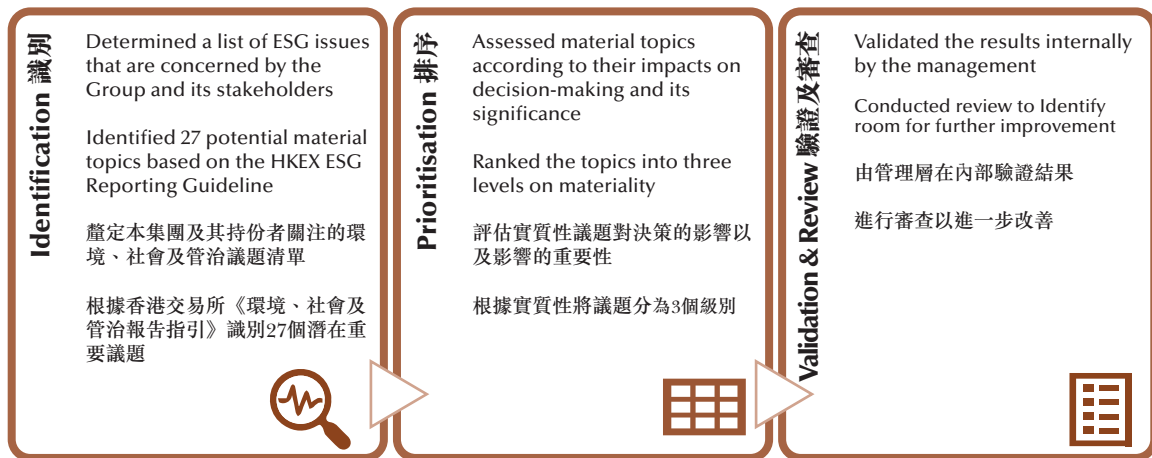 Identification 識別
Determined a list of ESG issues
that are concerned by the
Group and its stakeholders
Identified 27 potential material
topics based on the HKEX ESG
Reporting Guideline
釐定本集團及其持份者關注的環
境、社會及管治議題清單
根據香港交易所《環境、社會及
管治報告指引》識別27個潛在重
要議題
Prioritisation 排序
Assessed material topics
according to their impacts on
decision-making and its
significance
Ranked the topics into three
levels on materiality
評估實質性議題對決策的影響以
及影響的重要性
根據實質性將議題分為3個級別
Validation & Review 驗證及審查
Validated the results internally
by the management
Conducted review to Identify
room for further improvement
由管理層在內部驗證結果
進行審查以進一步改善